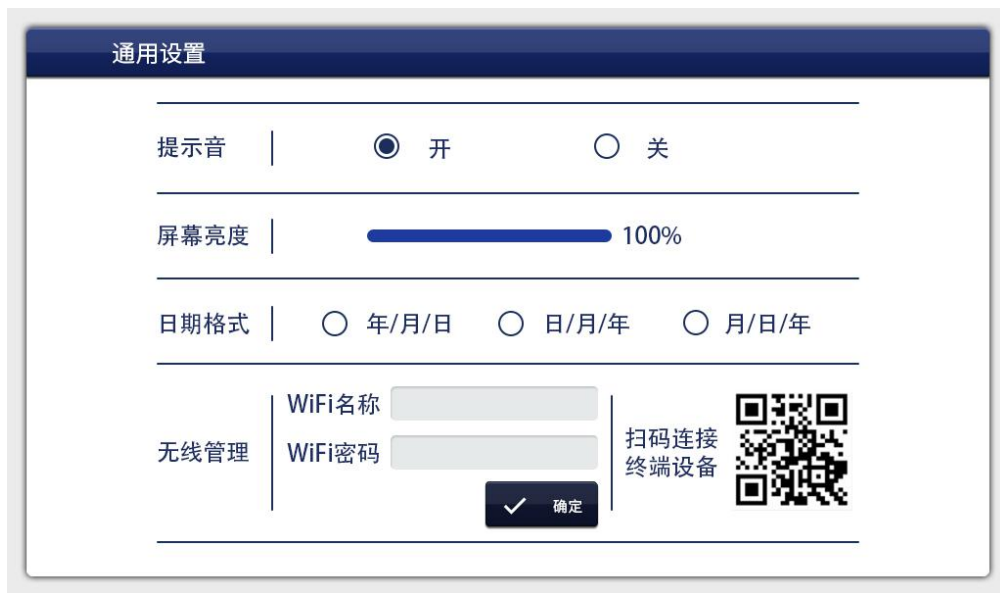 通用设置
提示音 开 关
屏幕亮度 100%
日期格式 年/月/日 日/月/年 月/日/年
无线管理
WiFi名称
WiFi密码
确定
扫码连接
终端设备